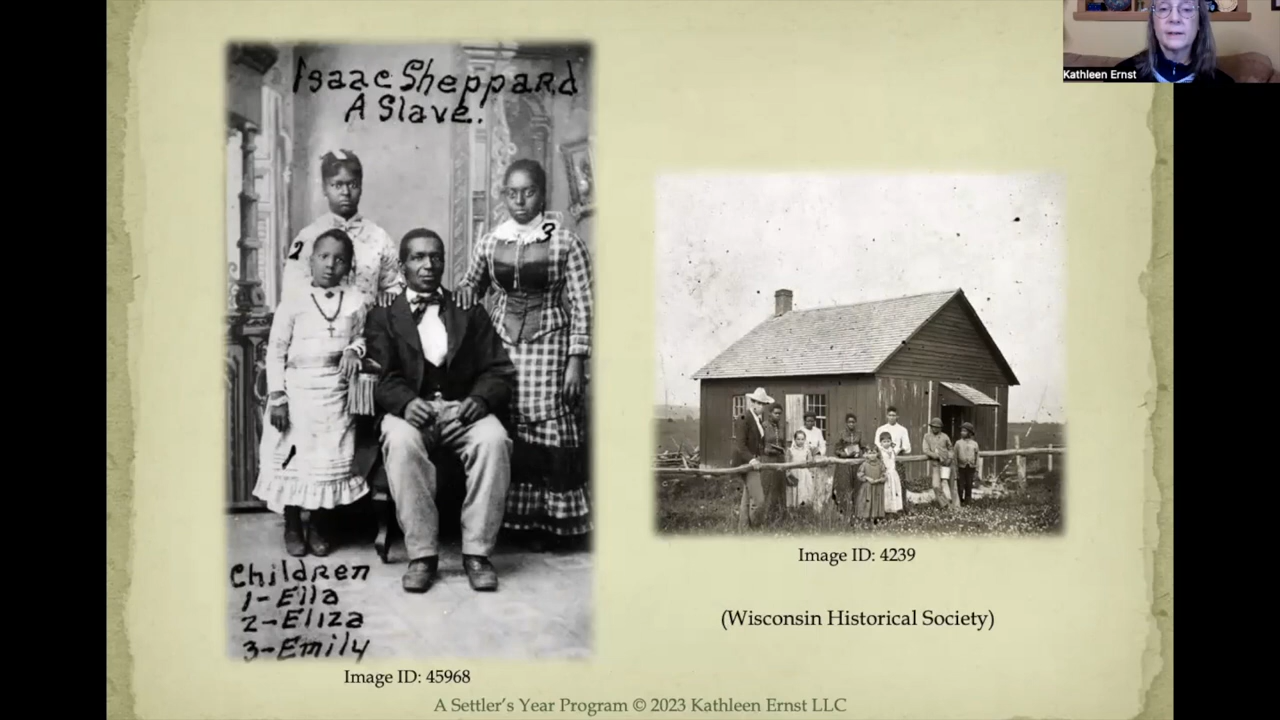 Isaac Sheppard
A Slave.
2
3
1
Children
1-Ella
2-Eliza
3-Emily
Image ID: 45968
Image ID: 4239
(Wisconsin Historical Society)
A Settler's Year Program © 2023 Kathleen Ernst LLC
Kathleen Ernst